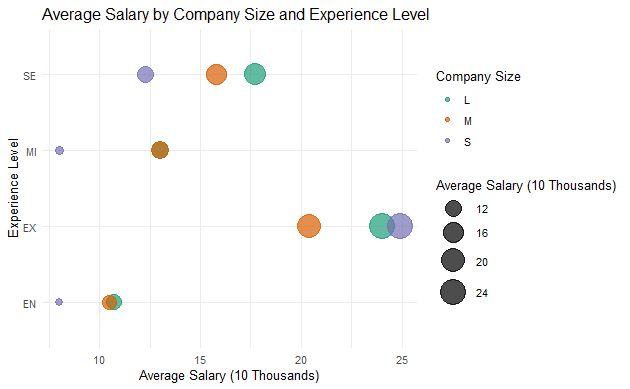 Average Salary by Company Size and Experience Level
Experience Level
SE
MI
EX
EN
10 15 20 25
Average Salary (10 Thousands)
Company Size
L
M
S
Average Salary (10 Thousands)
12
16
20
24